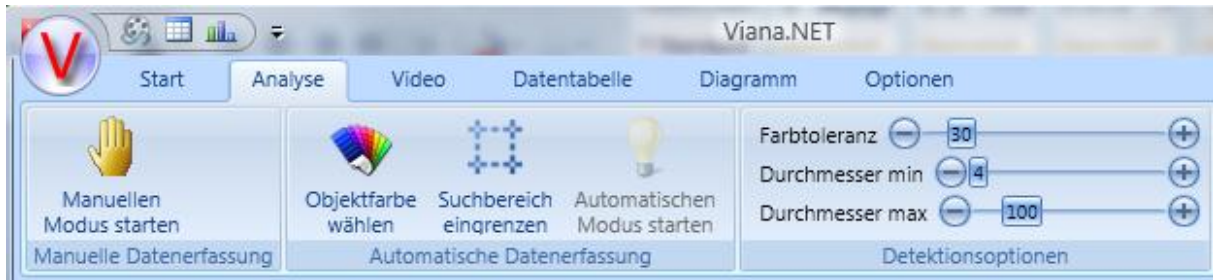 V
Viana.NET
Start Analyse Video Datentabelle Diagramm Optionen
Manuellen
Modus starten
Manuelle Datenerfassung
Objektfarbe
wählen
Suchbereich
eingrenzen
Automatischen
Modus starten
Automatische Datenerfassung
Farbtoleranz 30
Durchmesser min 4
Durchmesser max 100
Detektionsoptionen